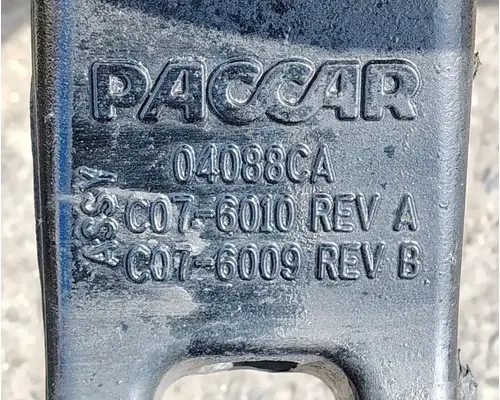 PACCAR
04088CA
ASSY
C07-6010 REV A
C07-6009 REV B